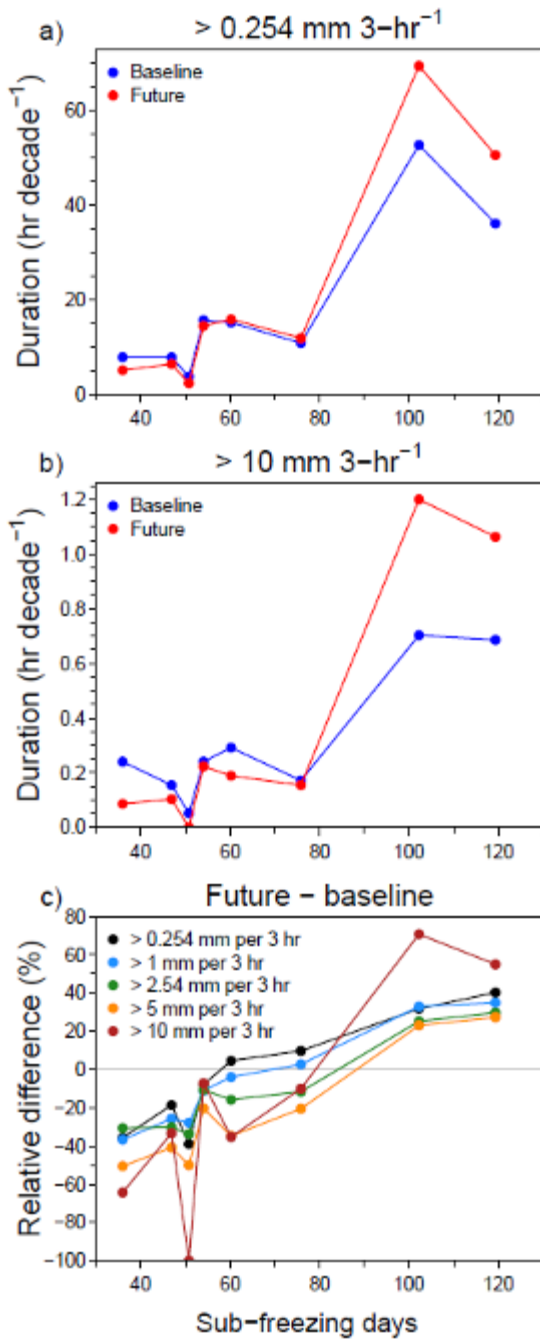 a) > 0.254 mm 3−hr⁻¹
Baseline
Future
Duration (hr decade⁻¹)
60
40
20
0
40 60 80 100 120
b) > 10 mm 3−hr⁻¹
Baseline
Future
Duration (hr decade⁻¹)
1.2
1.0
0.8
0.6
0.4
0.2
0.0
40 60 80 100 120
c) Future − baseline
> 0.254 mm per 3 hr
> 1 mm per 3 hr
> 2.54 mm per 3 hr
> 5 mm per 3 hr
> 10 mm per 3 hr
Relative difference (%)
80
60
40
20
0
−20
−40
−60
−80
−100
40 60 80 100 120
Sub−freezing days